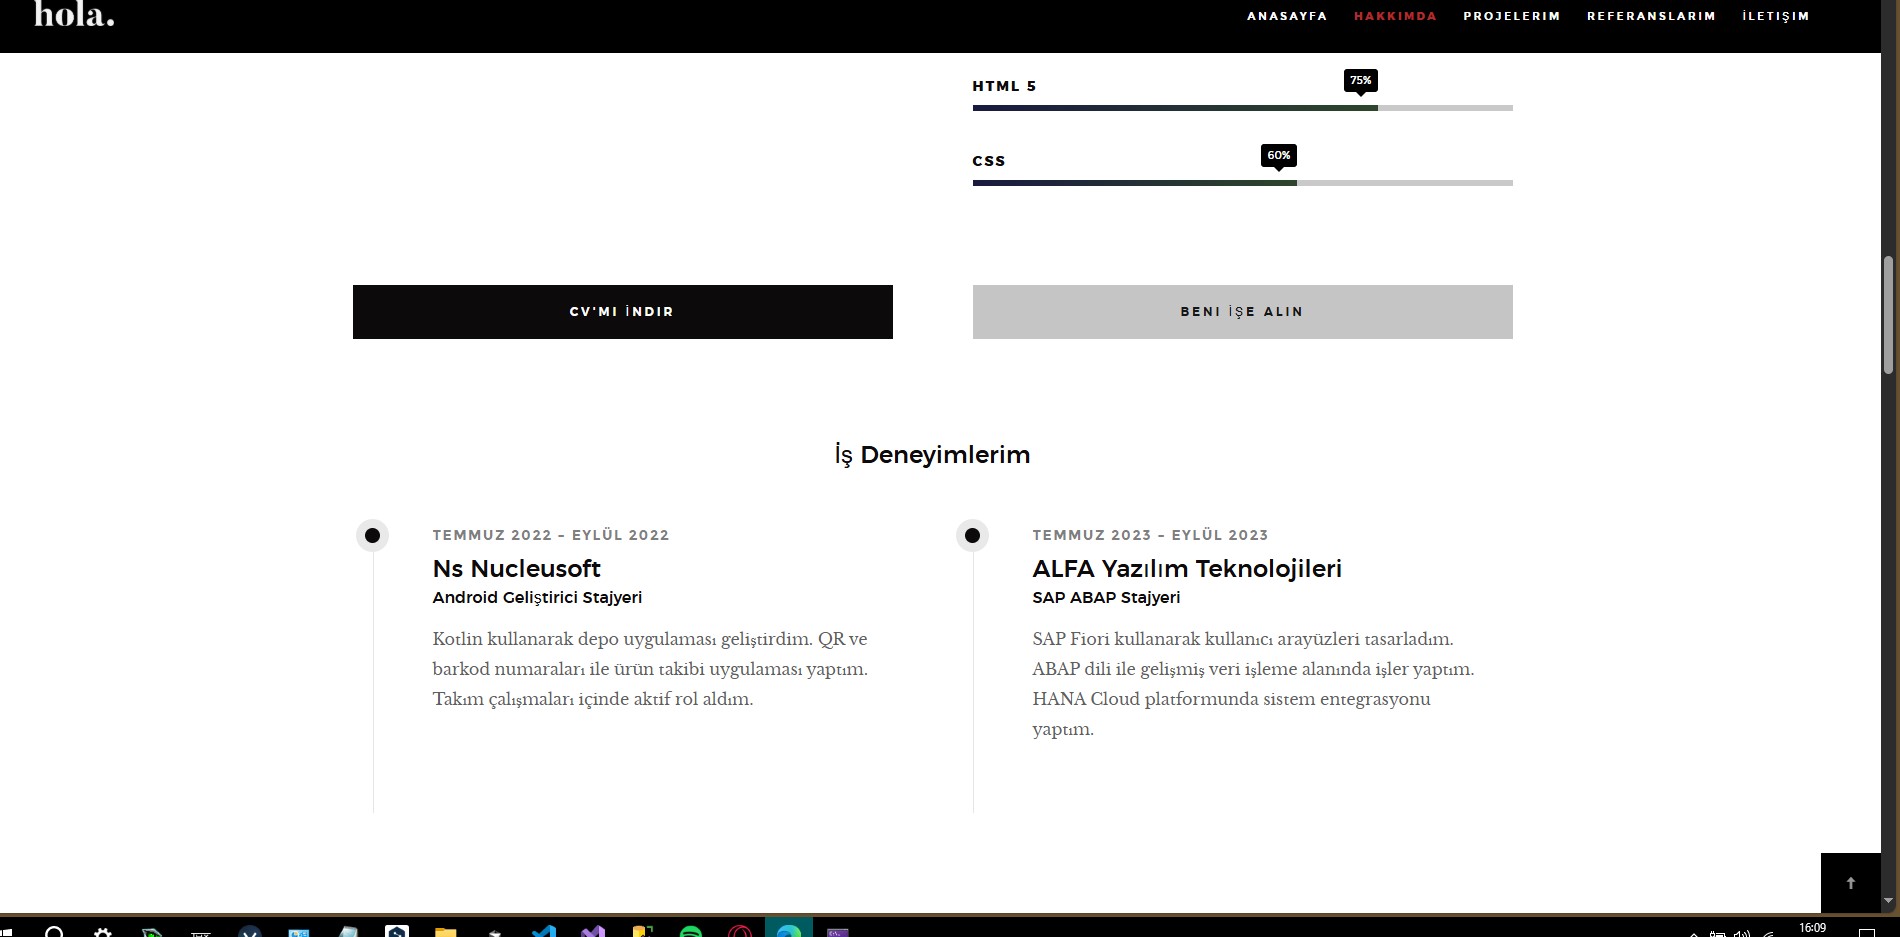 hola.
ANASAYFA HAKKIMDA PROJELERIM REFERANSLARIM İLETIŞIM
HTML 5 75%
CSS 60%
CV'MI İNDIR BENI İŞE ALIN
İş Deneyimlerim
TEMMUZ 2022 - EYLÜL 2022
Ns Nucleusoft
Android Geliştirici Stajyeri
Kotlin kullanarak depo uygulaması geliştirdim. QR ve
barkod numaraları ile ürün takibi uygulaması yaptım.
Takım çalışmaları içinde aktif rol aldım.
TEMMUZ 2023 - EYLÜL 2023
ALFA Yazılım Teknolojileri
SAP ABAP Stajyeri
SAP Fiori kullanarak kullanıcı arayüzleri tasarladım.
ABAP dili ile gelişmiş veri işleme alanında işler yaptım.
HANA Cloud platformunda sistem entegrasyonu
yaptım.
16:09